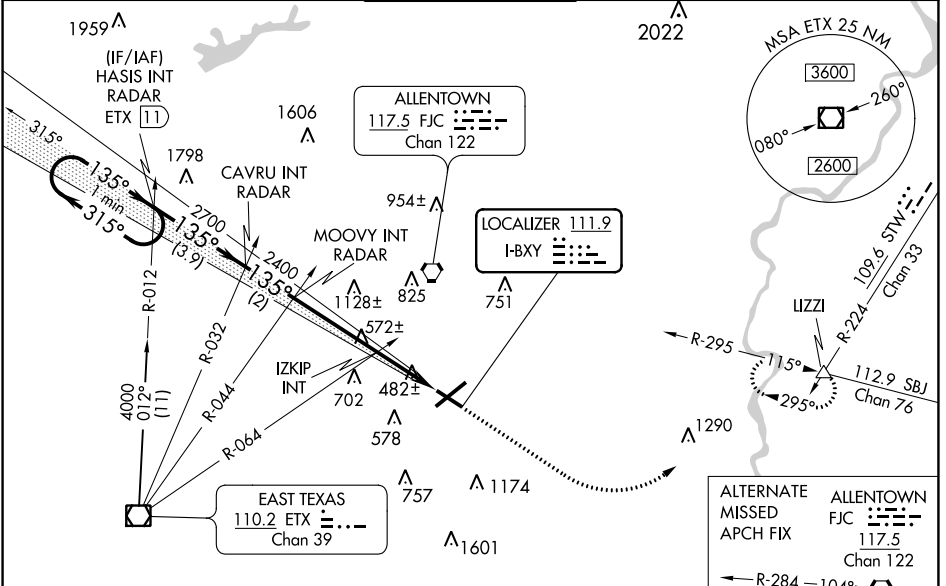 1959
2022
(IF/IAF)
HASIS INT
RADAR
ETX 11
MSA ETX 25 NM
3600
260°
080°
2600
ALLENTOWN
117.5 FJC
Chan 122
1606
1798
CAVRU INT
RADAR
954±
LOCALIZER 111.9
I-BXY
MOOVY INT
RADAR
315°
135°
1 min
315°
2700
135°
(3.9)
2400
135°
(2)
1128±
825
751
572±
IZKIP
INT
702
482±
578
R-012
R-032
R-044
R-064
4000
012°
(11)
109.6 STW
Chan 33
R-224
LIZZI
R-295
115°
295°
112.9 SBJ
Chan 76
1290
757
1174
1601
EAST TEXAS
110.2 ETX
Chan 39
ALTERNATE
MISSED
APCH FIX
ALLENTOWN
FJC
117.5
Chan 122
R-284
104°